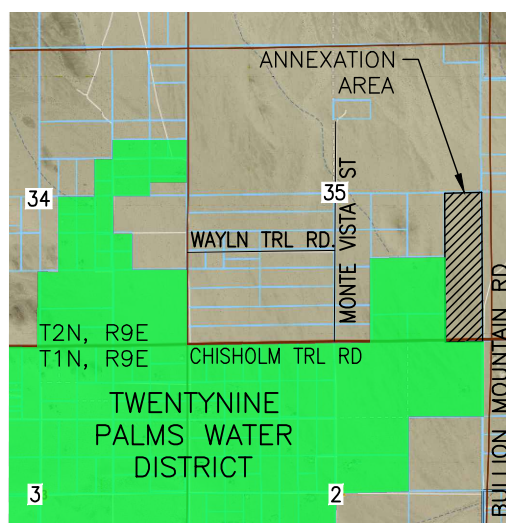 ANNEXATION
AREA
34
35
WAYLN TRL RD.
MONTE VISTA ST
BULLION MOUNTAIN RD
T2N, R9E
T1N, R9E
CHISHOLM TRL RD
TWENTYNINE
PALMS WATER
DISTRICT
3
2